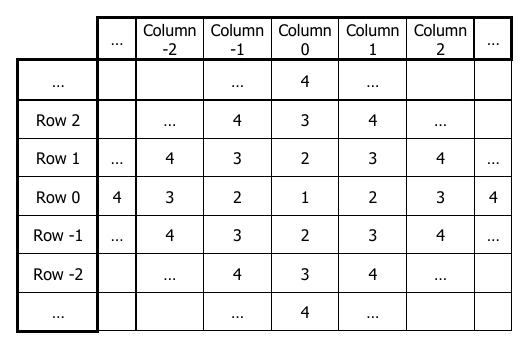 ... Column -2 Column -1 Column 0 Column 1 Column 2 ...
... ... 4 ...
Row 2 ... 4 3 4 ...
Row 1 ... 4 3 2 3 4 ...
Row 0 4 3 2 1 2 3 4
Row -1 ... 4 3 2 3 4 ...
Row -2 ... 4 3 4 ...
... ... 4 ...